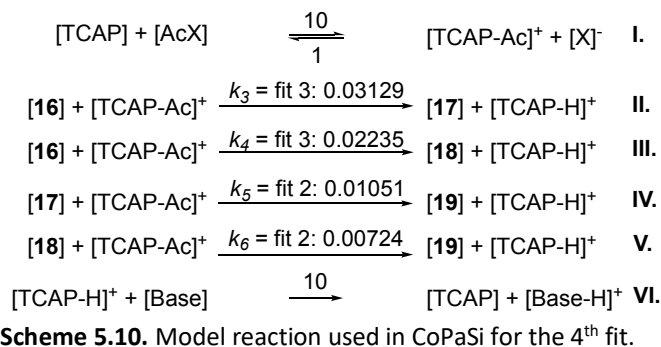 [TCAP] + [AcX] 10 1 [TCAP-Ac]⁺ + [X]⁻ I.
[16] + [TCAP-Ac]⁺ k₃ = fit 3: 0.03129 [17] + [TCAP-H]⁺ II.
[16] + [TCAP-Ac]⁺ k₄ = fit 3: 0.02235 [18] + [TCAP-H]⁺ III.
[17] + [TCAP-Ac]⁺ k₅ = fit 2: 0.01051 [19] + [TCAP-H]⁺ IV.
[18] + [TCAP-Ac]⁺ k₆ = fit 2: 0.00724 [19] + [TCAP-H]⁺ V.
[TCAP-H]⁺ + [Base] 10 [TCAP] + [Base-H]⁺ VI.
Scheme 5.10. Model reaction used in CoPaSi for the 4ᵗʰ fit.